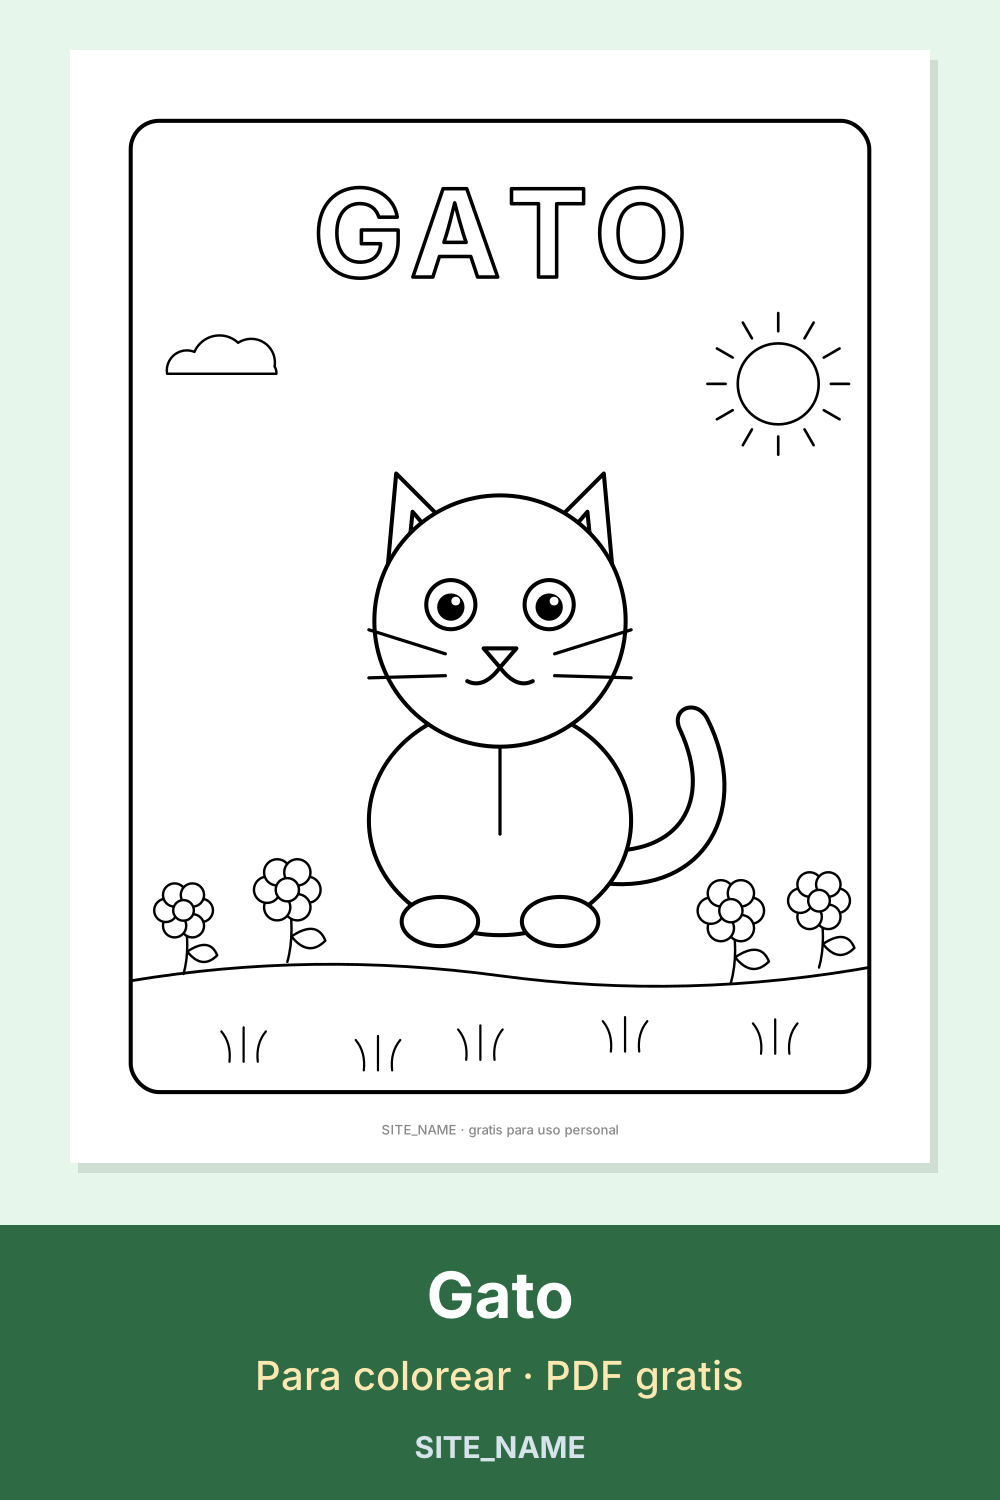 GATO
SITE_NAME · gratis para uso personal
Gato
Para colorear · PDF gratis
SITE_NAME